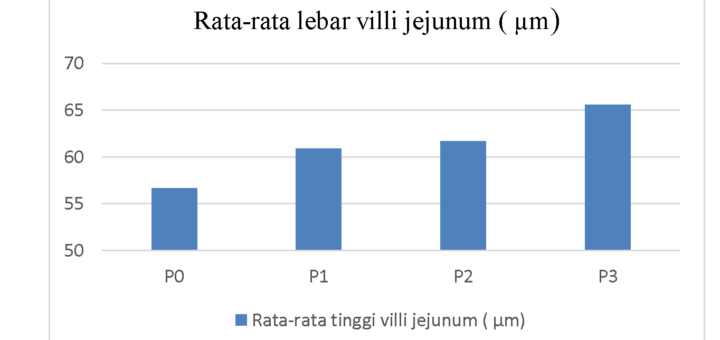 Rata-rata lebar villi jejunum ( µm)
70
65
60
55
50
P0 P1 P2 P3
Rata-rata tinggi villi jejunum ( µm)